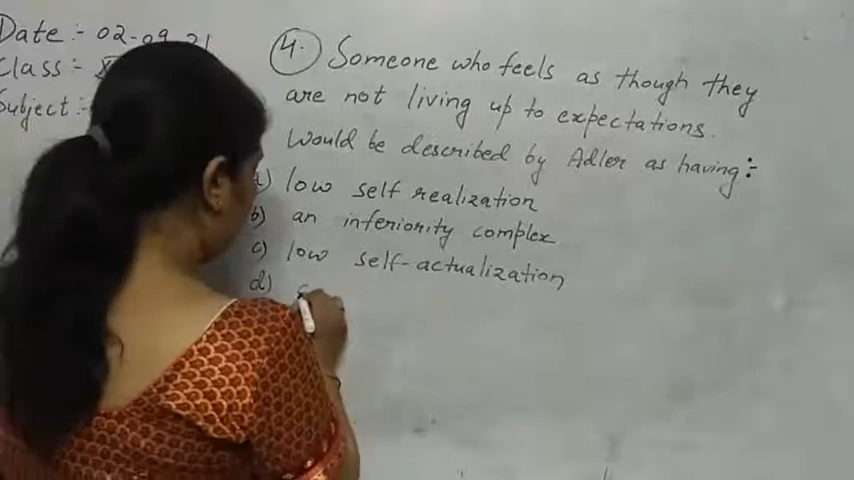 Date :- 02-09-21
Class :-
Subject :-
4. Someone who feels as though they
are not living up to expectations.
Would be described by Adler as having :-
a) low self realization
b) an inferiority complex
c) low self-actualization
d)